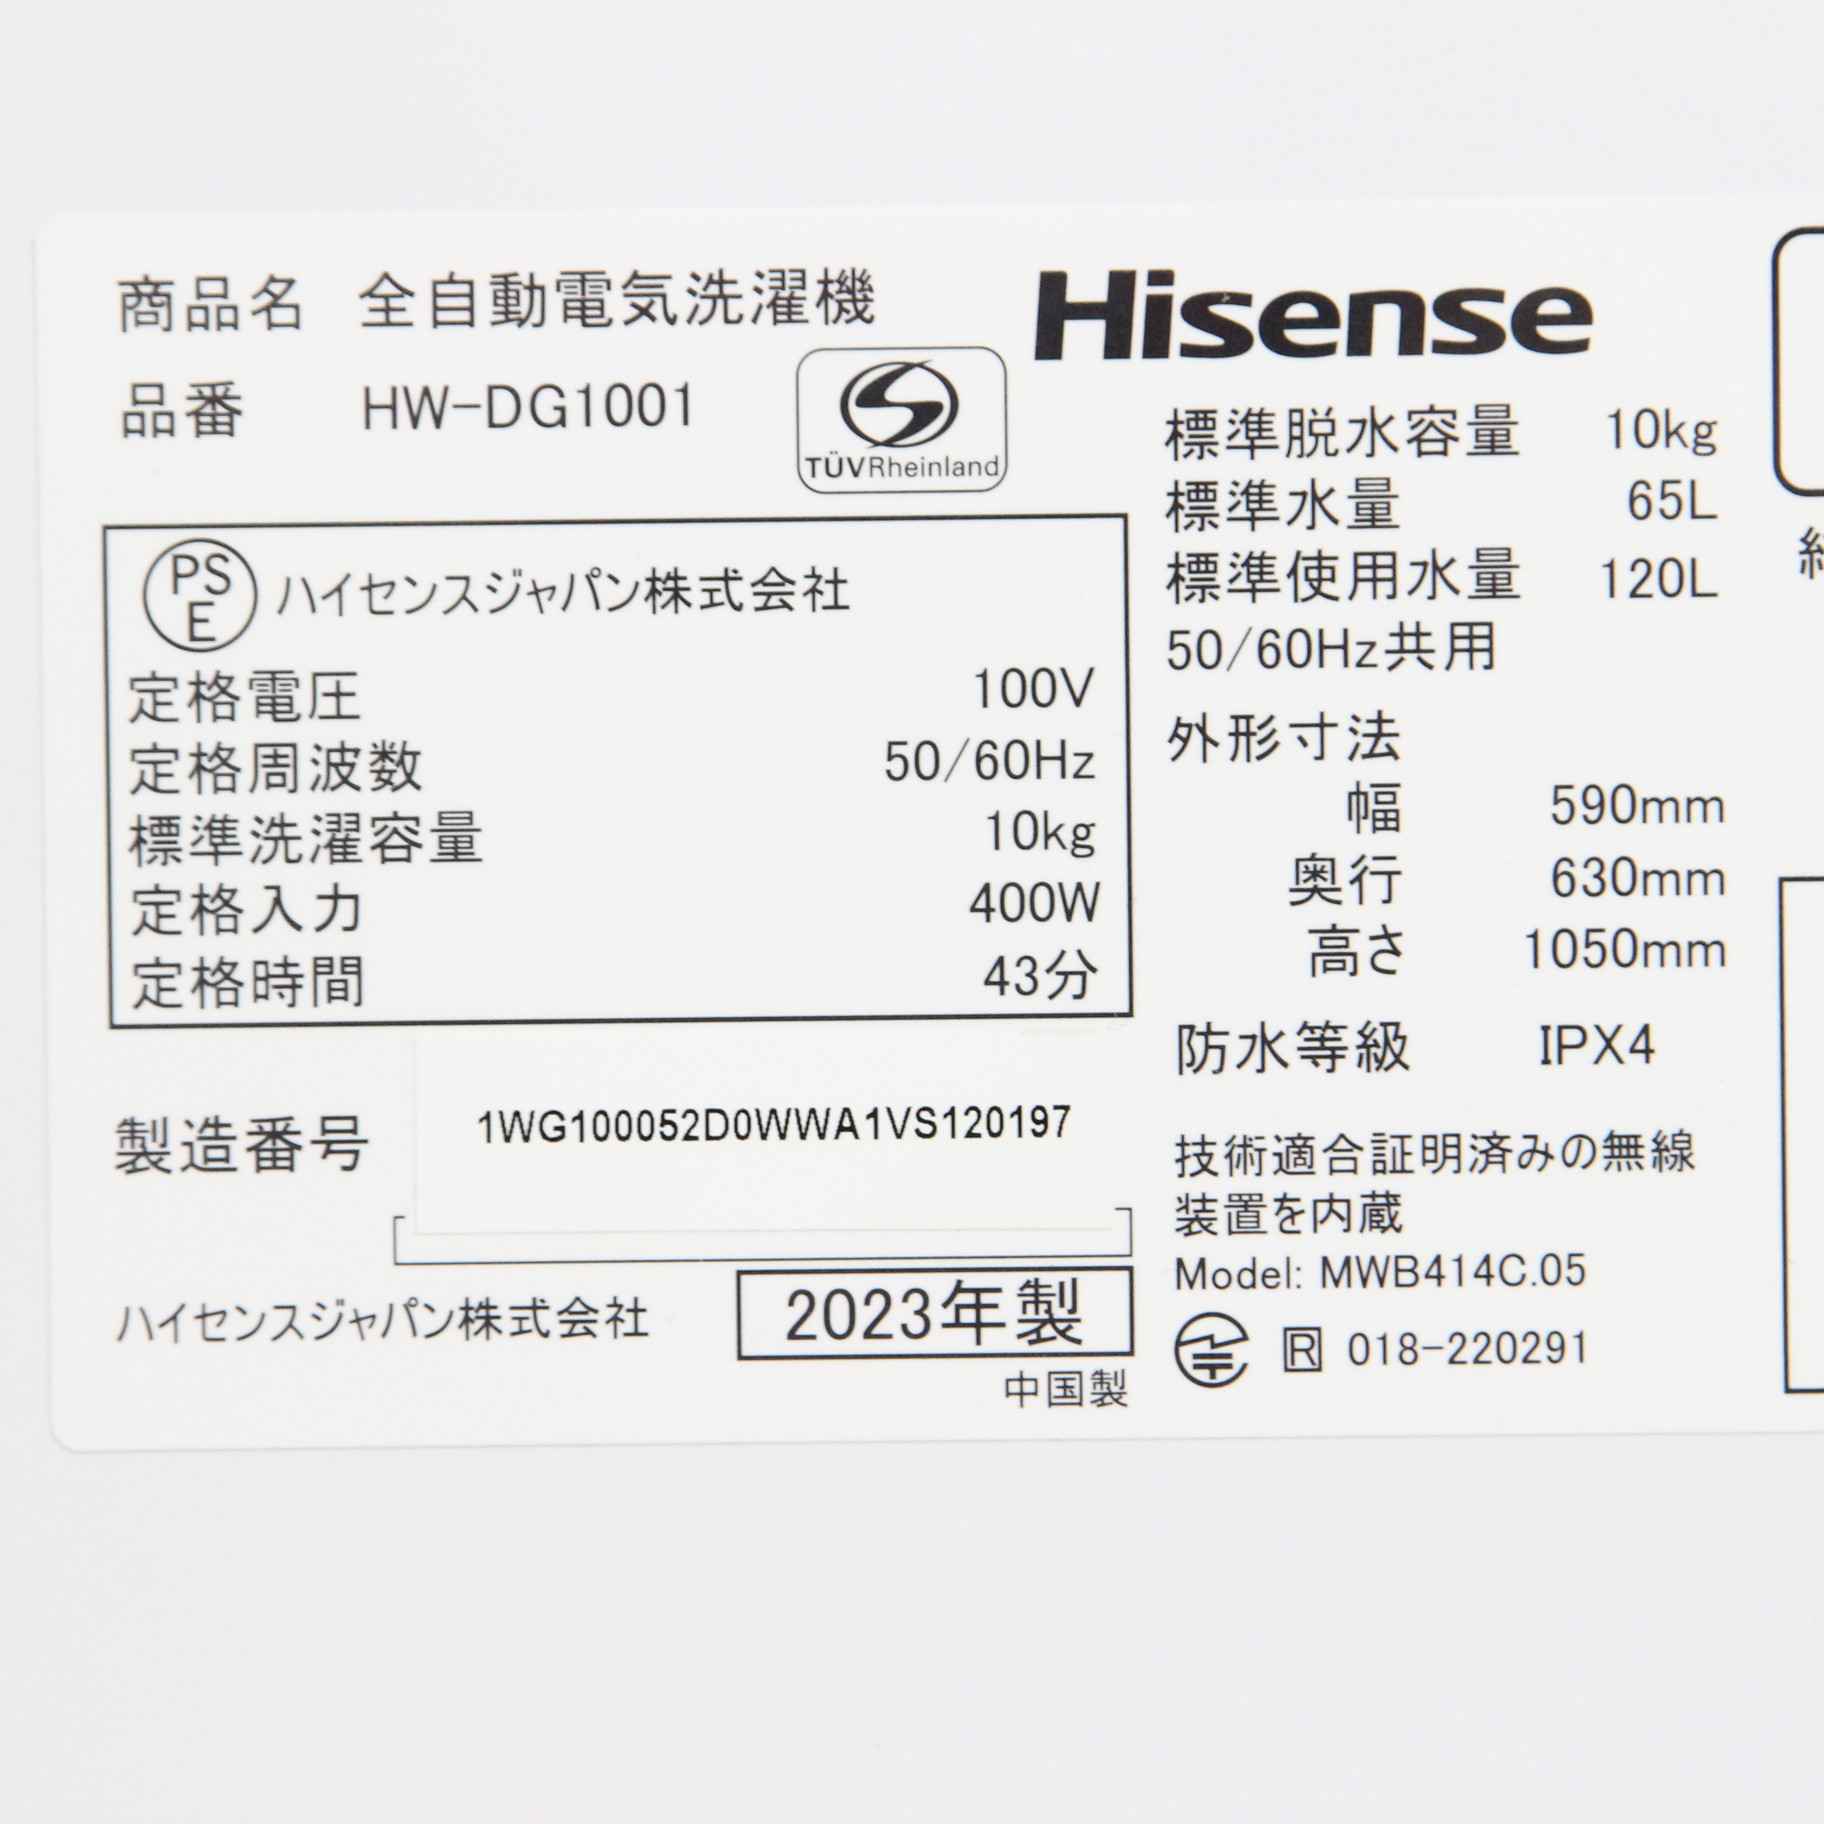 商品名 全自動電気洗濯機
品番 HW-DG1001
TÜVRheinland
PS
E
ハイセンスジャパン株式会社
定格電圧 100V
定格周波数 50/60Hz
標準洗濯容量 10kg
定格入力 400W
定格時間 43分
製造番号 1WG100052D0WWA1VS120197
ハイセンスジャパン株式会社
2023年製
中国製
Hisense
標準脱水容量 10kg
標準水量 65L
標準使用水量 120L
50/60Hz共用
外形寸法
幅 590mm
奥行 630mm
高さ 1050mm
防水等級 IPX4
技術適合証明済みの無線
装置を内蔵
Model: MWB414C.05
R 018-220291